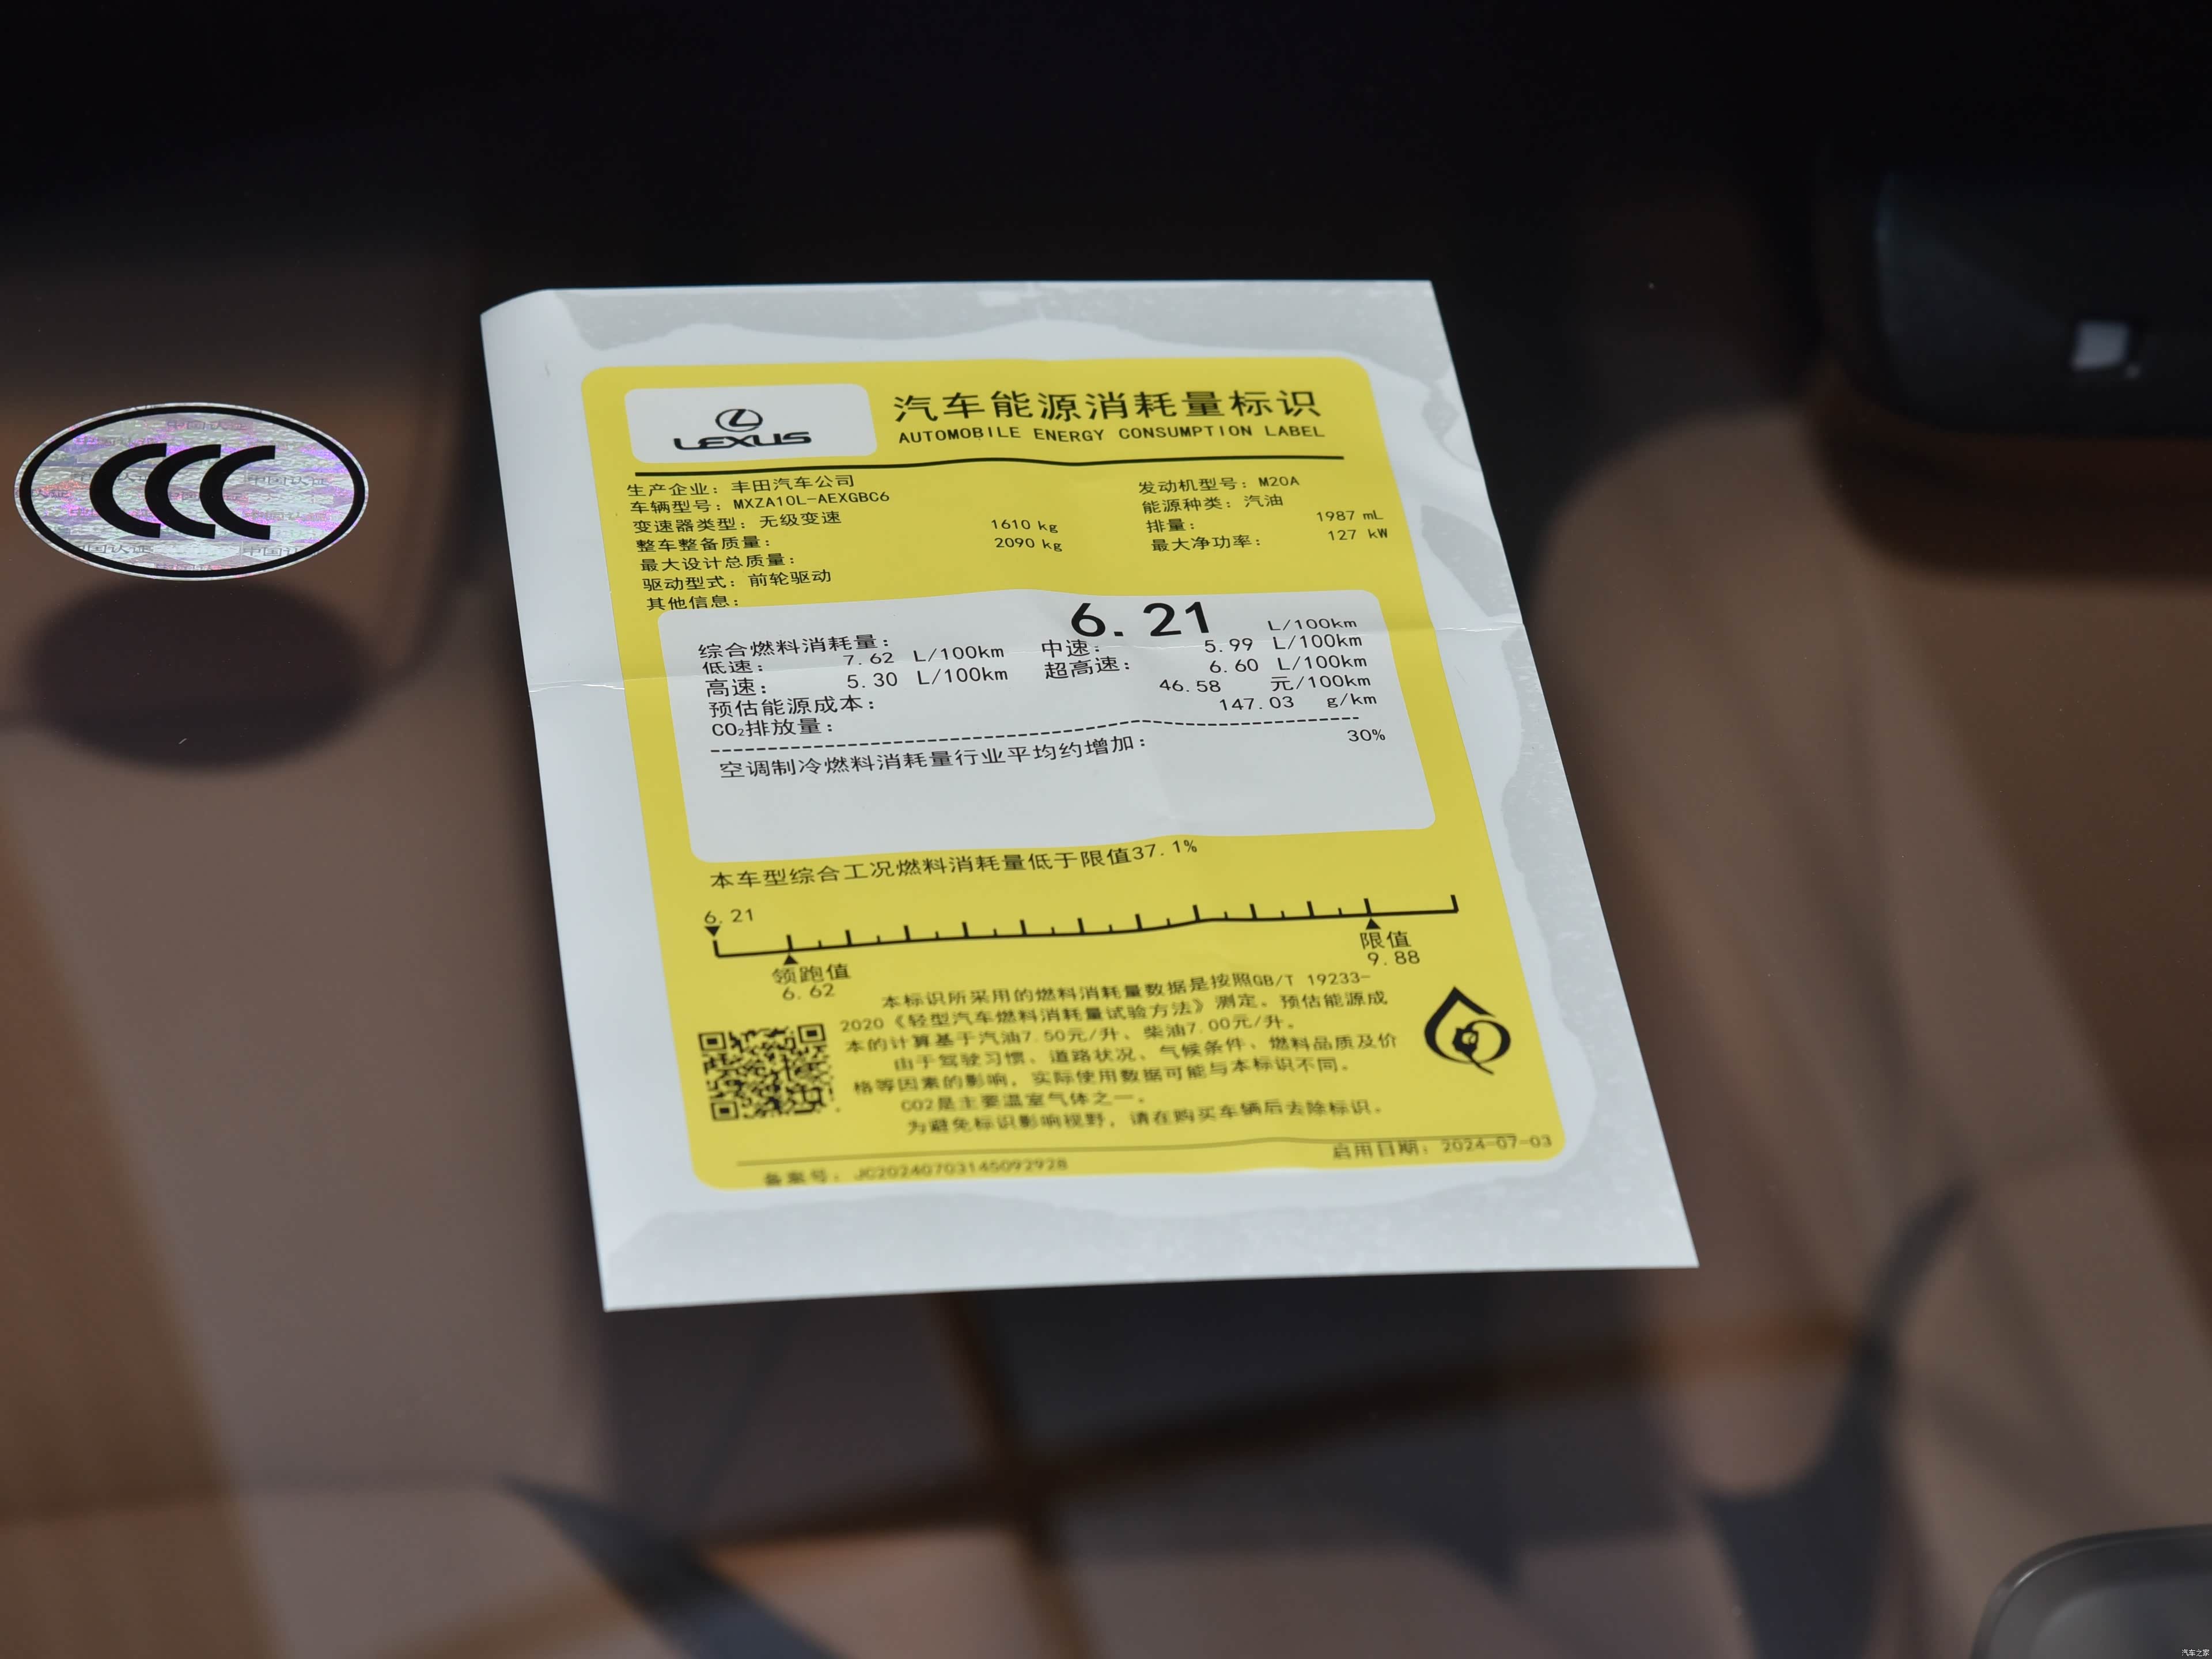 CCC
LEXUS
汽车能源消耗量标识
AUTOMOBILE ENERGY CONSUMPTION LABEL
生产企业：丰田汽车公司
车辆型号：MXZA10L-AEXGBC6
变速器类型：无级变速
整车整备质量： 1610 kg
最大设计总质量： 2090 kg
驱动型式：前轮驱动
其他信息：
发动机型号：M20A
能源种类：汽油
排量： 1987 mL
最大净功率： 127 kW
综合燃料消耗量： 6.21 L/100km
低速： 7.62 L/100km 中速： 5.99 L/100km
高速： 5.30 L/100km 超高速： 6.60 L/100km
预估能源成本： 46.58 元/100km
CO₂排放量： 147.03 g/km
空调制冷燃料消耗量行业平均约增加： 30%
本车型综合工况燃料消耗量低于限值37.1%
6.21
领跑值
6.62
限值
9.88
本标识所采用的燃料消耗量数据是按照GB/T 19233-
2020《轻型汽车燃料消耗量试验方法》测定。预估能源成
本的计算基于汽油7.50元/升、柴油7.00元/升。
由于驾驶习惯、道路状况、气候条件、燃料品质及价
格等因素的影响，实际使用数据可能与本标识不同。
CO2是主要温室气体之一。
为避免标识影响视野，请在购买车辆后去除标识。
备案号：JC20240703145092928
启用日期：2024-07-03
汽车之家